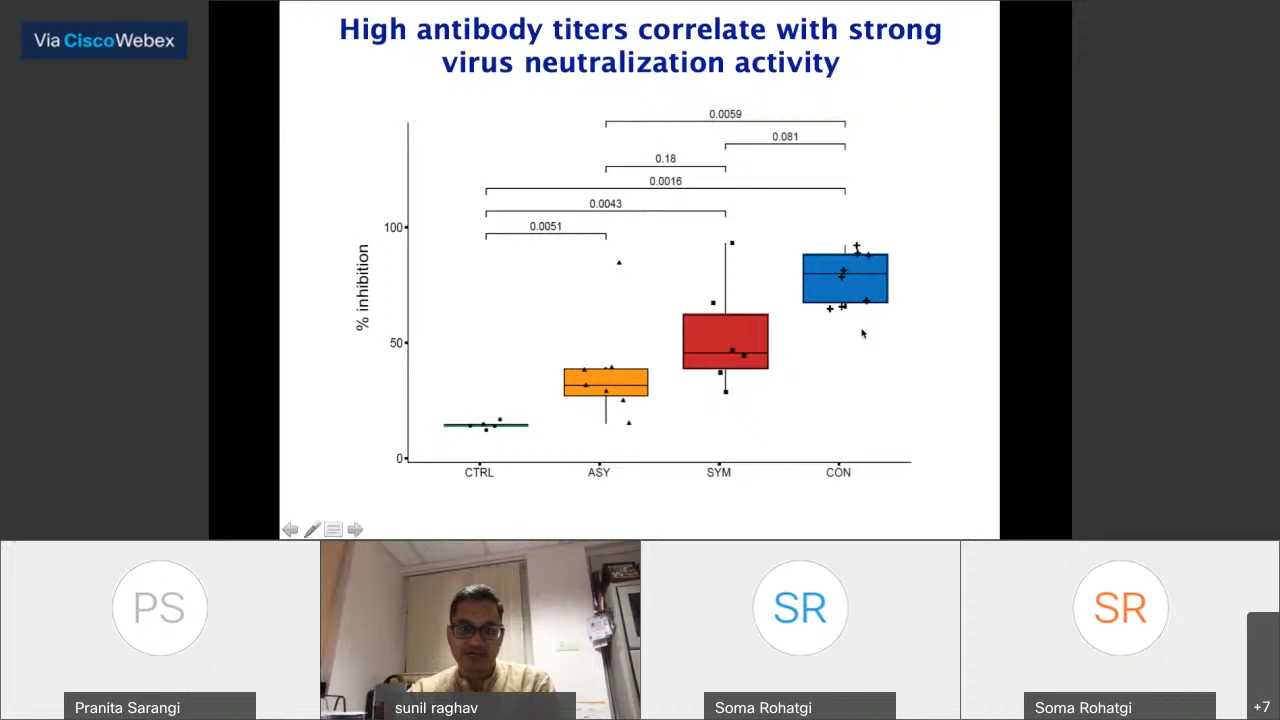 Via CiscoWebex
High antibody titers correlate with strong
virus neutralization activity
0.0059
0.081
0.18
0.0016
0.0043
0.0051
100
50
0
% inhibition
CTRL
ASY
SYM
CON
PS
SR
SR
Pranita Sarangi
sunil raghav
Soma Rohatgi
Soma Rohatgi
+7